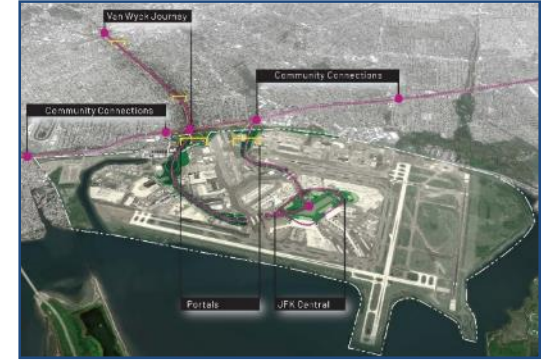 Van Wyck Journey
Community Connections
Community Connections
Portals
JFK Central